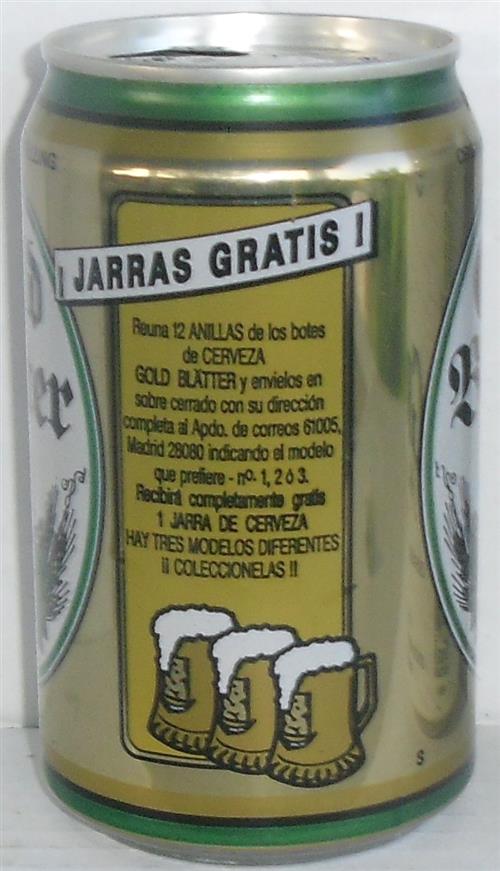 ¡ JARRAS GRATIS !
Reuna 12 ANILLAS de los botes
de CERVEZA
GOLD BLÄTTER y envielos en
sobre cerrado con su dirección
completa al Apdo. de correos 61005,
Madrid 28080 indicando el modelo
que prefiere - nº. 1, 2 ó 3.
Recibirá completamente gratis
1 JARRA DE CERVEZA
HAY TRES MODELOS DIFERENTES
¡¡ COLECCIONELAS !!
S